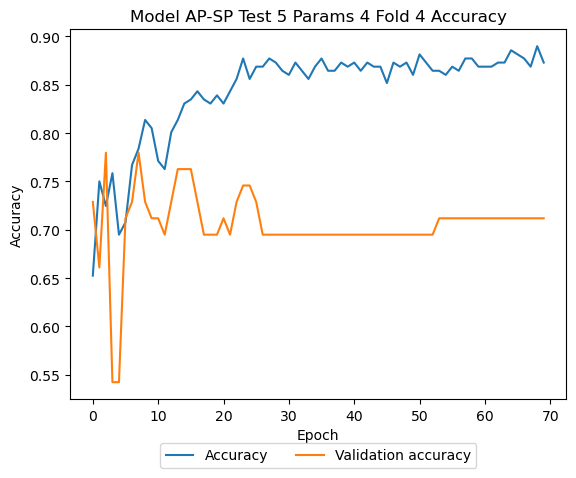 Model AP-SP Test 5 Params 4 Fold 4 Accuracy
0.90
0.85
0.80
0.75
0.70
0.65
0.60
0.55
Accuracy
0 10 20 30 40 50 60 70
Epoch
Accuracy Validation accuracy